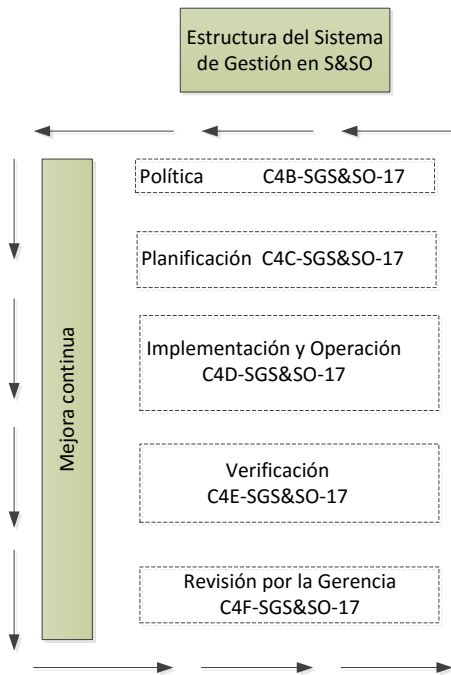 Estructura del Sistema
de Gestión en S&SO
Mejora continua
Política C4B-SGS&SO-17
Planificación C4C-SGS&SO-17
Implementación y Operación
C4D-SGS&SO-17
Verificación
C4E-SGS&SO-17
Revisión por la Gerencia
C4F-SGS&SO-17